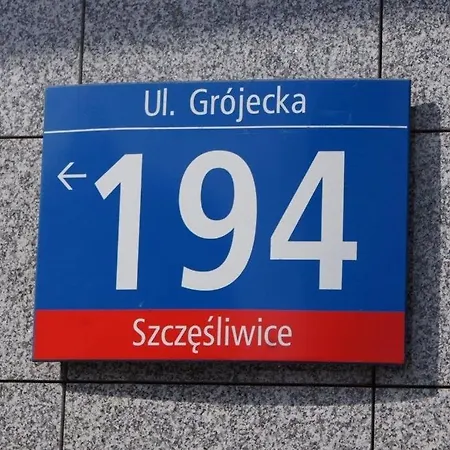 Ul. Grójecka
← 194
Szczęśliwice